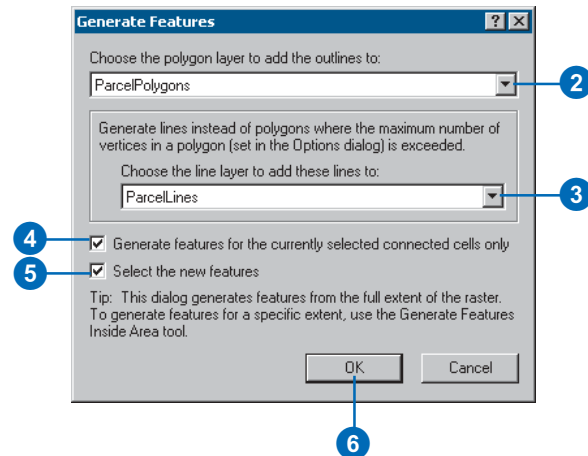 Generate Features
Choose the polygon layer to add the outlines to:
ParcelPolygons
2
Generate lines instead of polygons where the maximum number of
vertices in a polygon (set in the Options dialog) is exceeded.
Choose the line layer to add these lines to:
ParcelLines
3
4
Generate features for the currently selected connected cells only
5
Select the new features
Tip: This dialog generates features from the full extent of the raster.
To generate features for a specific extent, use the Generate Features
Inside Area tool.
OK
Cancel
6